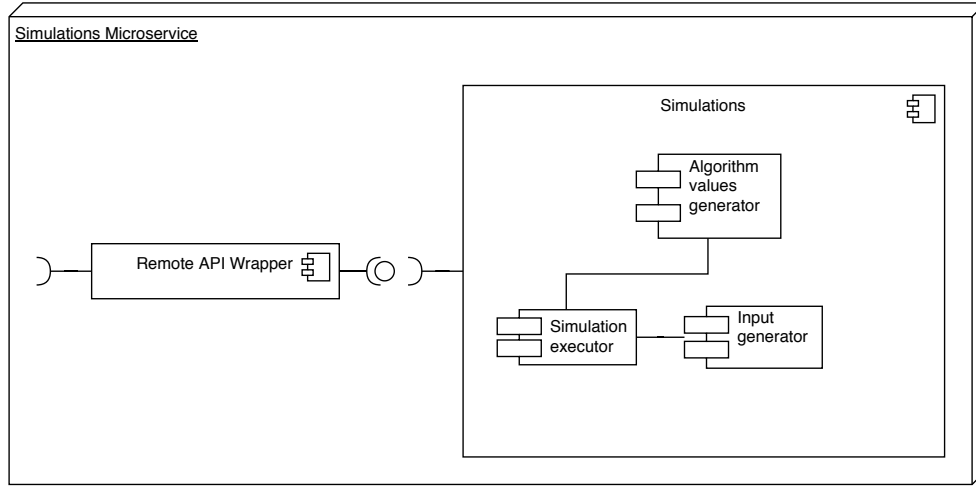 Simulations Microservice
Simulations
Algorithm
values
generator
Remote API Wrapper
Simulation
executor
Input
generator